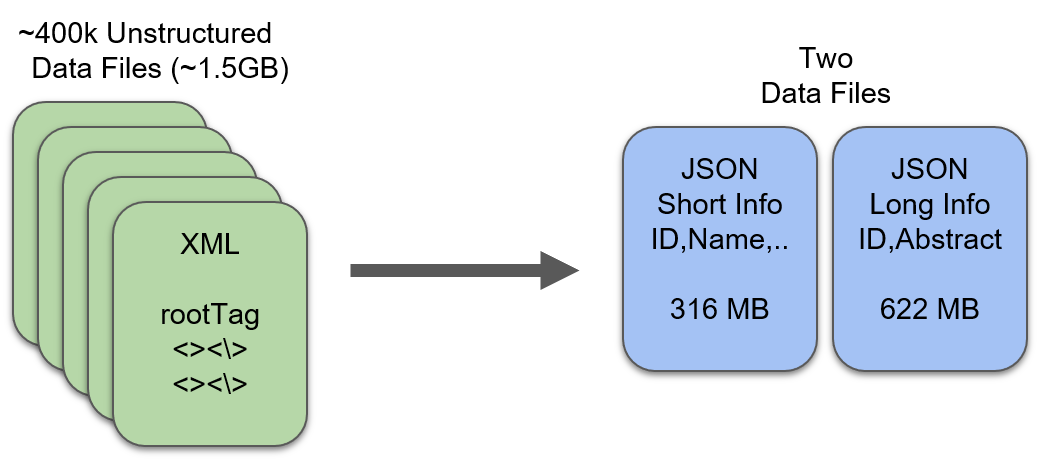 ~400k Unstructured
Data Files (~1.5GB)
XML
rootTag
<><\>
<><\>
Two
Data Files
JSON
Short Info
ID,Name,..
316 MB
JSON
Long Info
ID,Abstract
622 MB